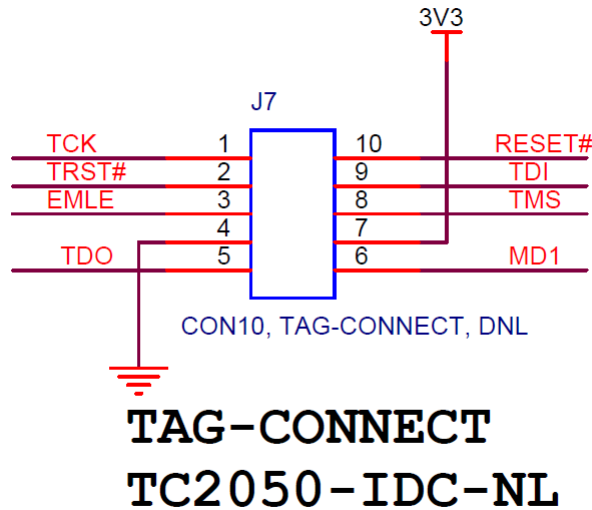 3V3
J7
TCK 1 10 RESET#
TRST# 2 9 TDI
EMLE 3 8 TMS
4 7
TDO 5 6 MD1
CON10, TAG-CONNECT, DNL
TAG-CONNECT
TC2050-IDC-NL